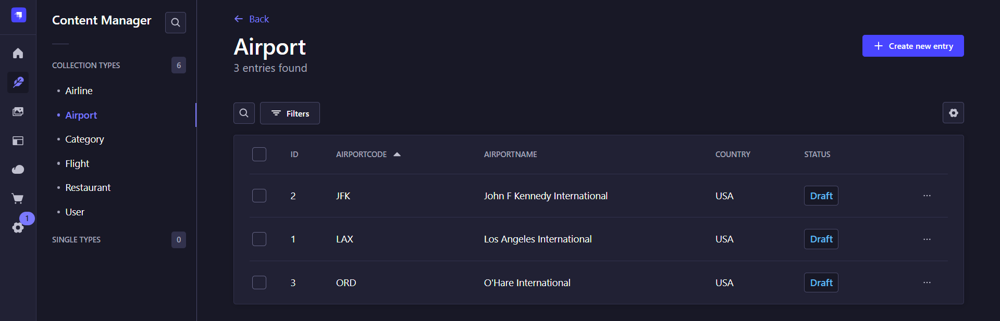 Content Manager
COLLECTION TYPES 6
Airline
Airport
Category
Flight
Restaurant
User
SINGLE TYPES 0
1
Back
Airport
3 entries found
Create new entry
Filters
ID AIRPORTCODE AIRPORTNAME COUNTRY STATUS
2 JFK John F Kennedy International USA Draft
1 LAX Los Angeles International USA Draft
3 ORD O'Hare International USA Draft